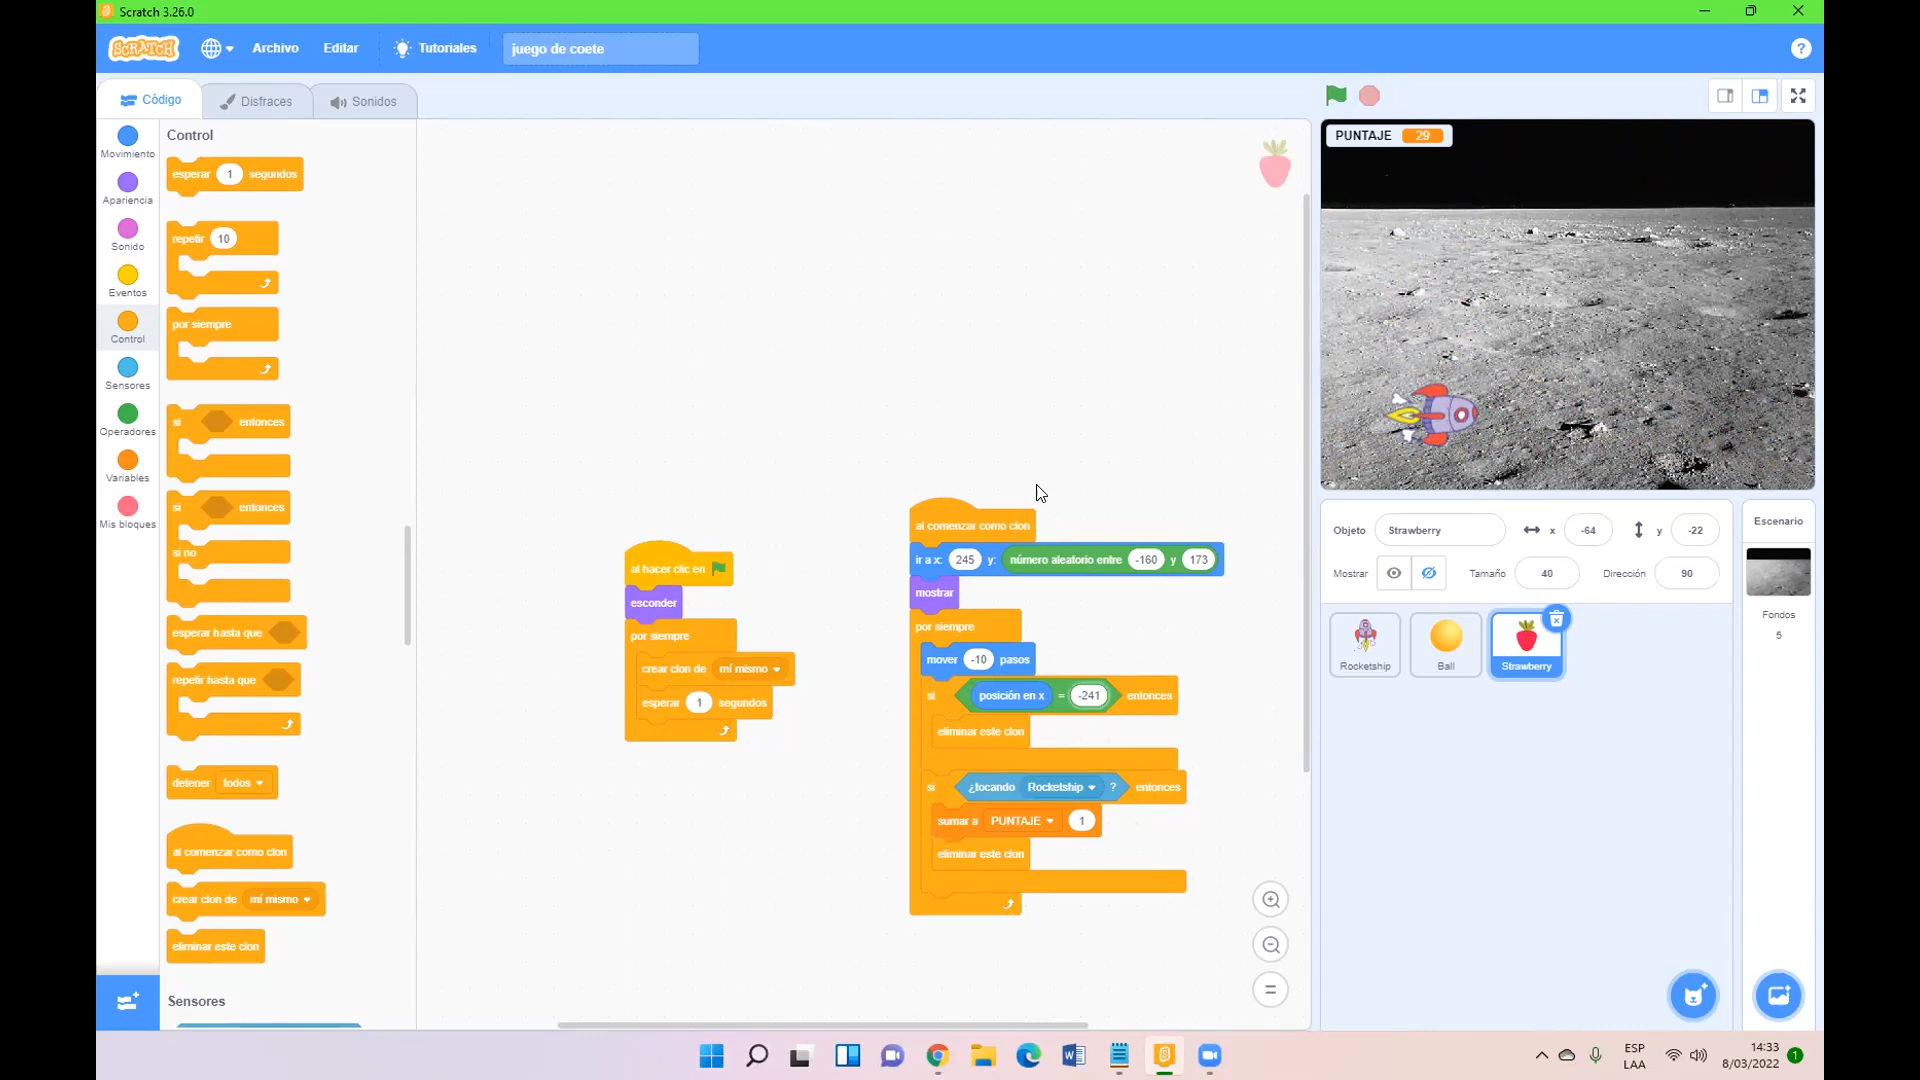 Scratch 3.26.0
SCRATCH
Archivo
Editar
Tutoriales
juego de coete
?
Código
Disfraces
Sonidos
Movimiento
Apariencia
Sonido
Eventos
Control
Sensores
Operadores
Variables
Mis bloques
Control
esperar 1 segundos
repetir 10
por siempre
si entonces
si entonces
si no
esperar hasta que
repetir hasta que
detener todos
al comenzar como clon
crear clon de mí mismo
eliminar este clon
Sensores
al hacer clic en
esconder
por siempre
crear clon de mí mismo
esperar 1 segundos
al comenzar como clon
ir a x: 245 y: número aleatorio entre -160 y 173
mostrar
por siempre
mover -10 pasos
si posición en x = -241 entonces
eliminar este clon
si ¿tocando Rocketship ? entonces
sumar a PUNTAJE 1
eliminar este clon
PUNTAJE 29
Objeto Strawberry x -64 y -22
Mostrar Tamaño 40 Dirección 90
Rocketship
Ball
Strawberry
Escenario
Fondos
5
ESP
LAA
14:33
8/03/2022
1